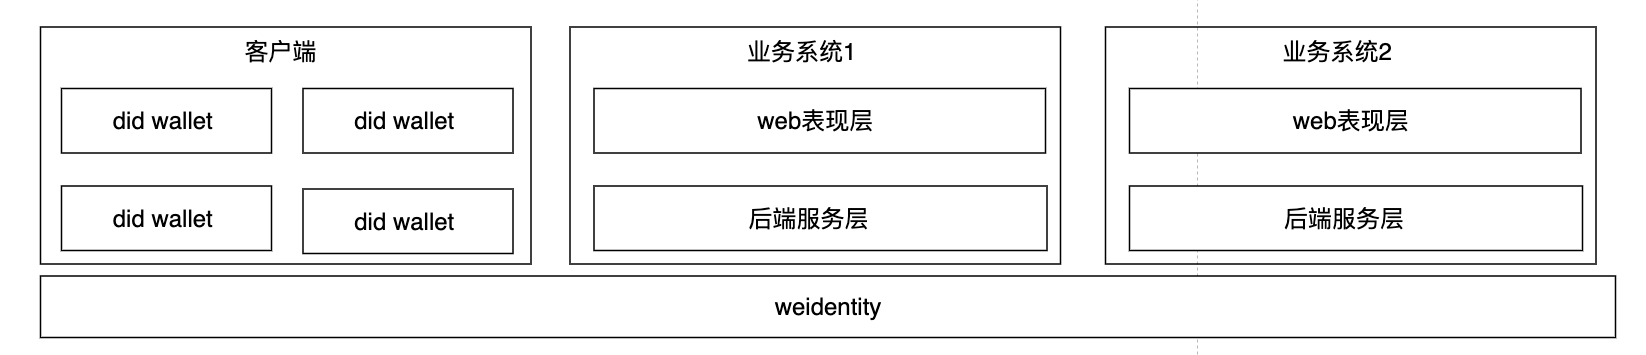 客户端
did wallet
did wallet
did wallet
did wallet
业务系统1
web表现层
后端服务层
业务系统2
web表现层
后端服务层
weidentity